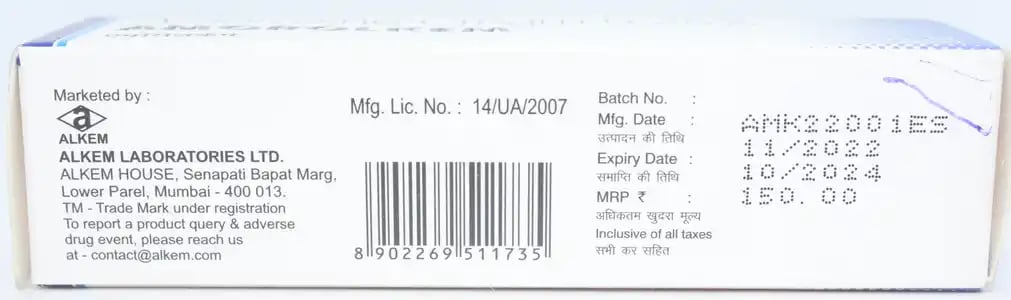 Marketed by :
a
ALKEM
ALKEM LABORATORIES LTD.
ALKEM HOUSE, Senapati Bapat Marg,
Lower Parel, Mumbai - 400 013.
TM - Trade Mark under registration
To report a product query & adverse
drug event, please reach us
at - contact@alkem.com
Mfg. Lic. No. : 14/UA/2007
8 902269 511735
Batch No. :
Mfg. Date :
उत्पादन की तिथि
Expiry Date :
समाप्ति की तिथि
MRP ₹ :
अधिकतम खुदरा मूल्य
Inclusive of all taxes
सभी कर सहित
AMK22001ES
11/2022
10/2024
150.00